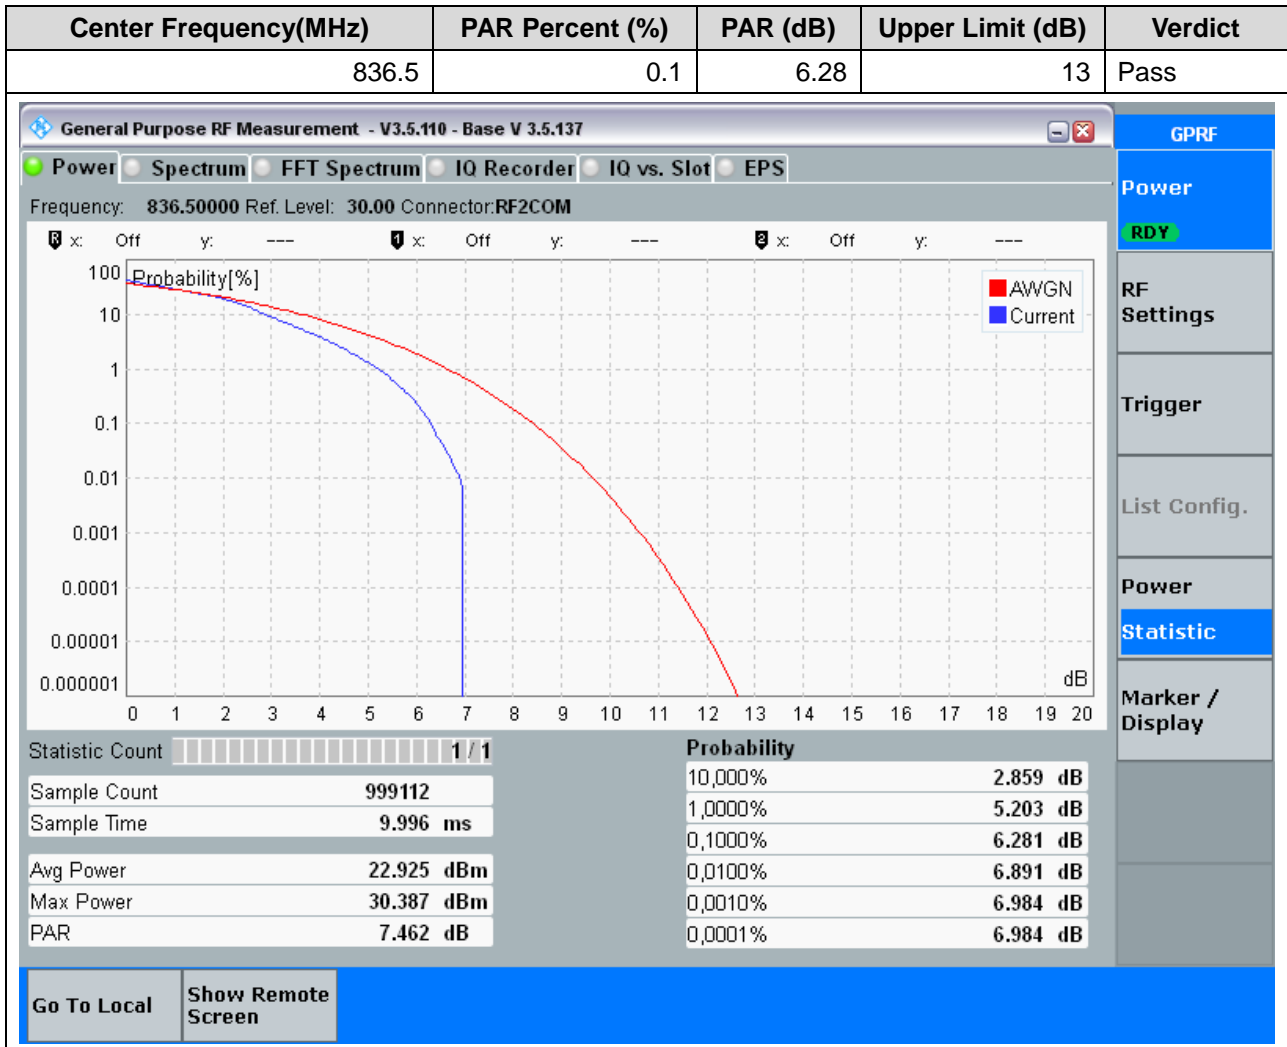 Center Frequency(MHz) PAR Percent (%) PAR (dB) Upper Limit (dB) Verdict
836.5 0.1 6.28 13 Pass
General Purpose RF Measurement - V3.5.110 - Base V 3.5.137
GPRF
Power Spectrum FFT Spectrum IQ Recorder IQ vs. Slot EPS
Power
RDY
Frequency: 836.50000 Ref. Level: 30.00 Connector:RF2COM
R x: Off y: --- 1 x: Off y: --- 2 x: Off y: ---
Probability[%]
AWGN
Current
100
10
1
0.1
0.01
0.001
0.0001
0.00001
0.000001
dB
0 1 2 3 4 5 6 7 8 9 10 11 12 13 14 15 16 17 18 19 20
RF
Settings
Trigger
List Config.
Power
Statistic
Marker /
Display
Statistic Count 1 / 1
Sample Count 999112
Sample Time 9.996 ms
Avg Power 22.925 dBm
Max Power 30.387 dBm
PAR 7.462 dB
Probability
10,000% 2.859 dB
1,0000% 5.203 dB
0,1000% 6.281 dB
0,0100% 6.891 dB
0,0010% 6.984 dB
0,0001% 6.984 dB
Go To Local
Show Remote
Screen